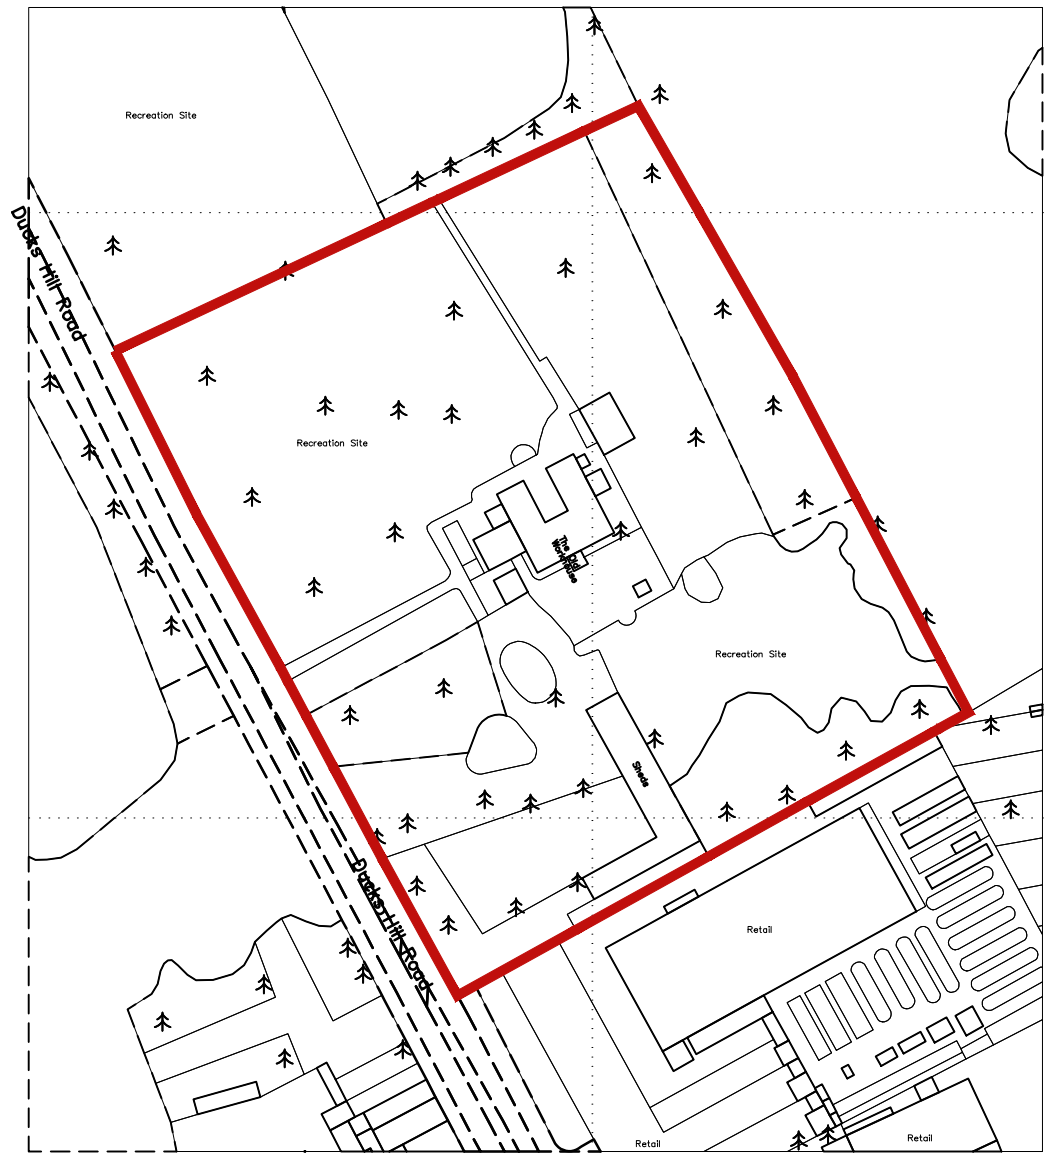 Recreation Site
Ducks Hill Road
Recreation Site
The Old
Workhouse
Recreation Site
Sheds
Ducks Hill Road
Retail
Retail
Retail